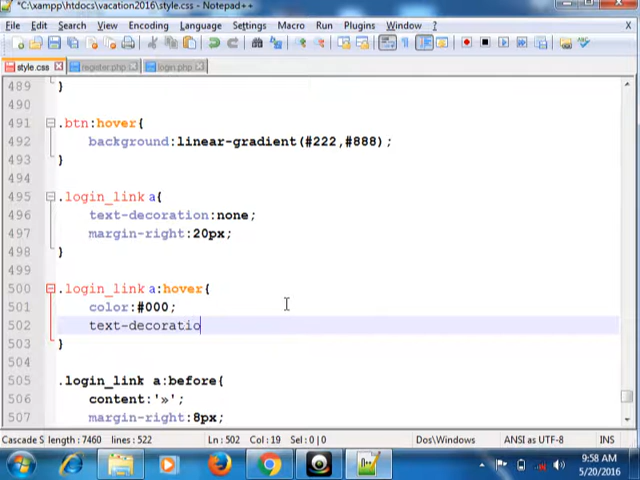 *C:\xampp\htdocs\vacation2016\style.css - Notepad++
File Edit Search View Encoding Language Settings Macro Run Plugins Window ? X
style.css register.php login.php
489 }
490
491 .btn:hover{
492 background:linear-gradient(#222,#888);
493 }
494
495 .login_link a{
496 text-decoration:none;
497 margin-right:20px;
498 }
499
500 .login_link a:hover{
501 color:#000;
502 text-decoratio
503 }
504
505 .login_link a:before{
506 content:'»';
507 margin-right:8px;
Cascade S length : 7460 lines : 522 Ln : 502 Col : 19 Sel : 0 | 0 Dos\Windows ANSI as UTF-8 INS
9:58 AM
5/20/2016